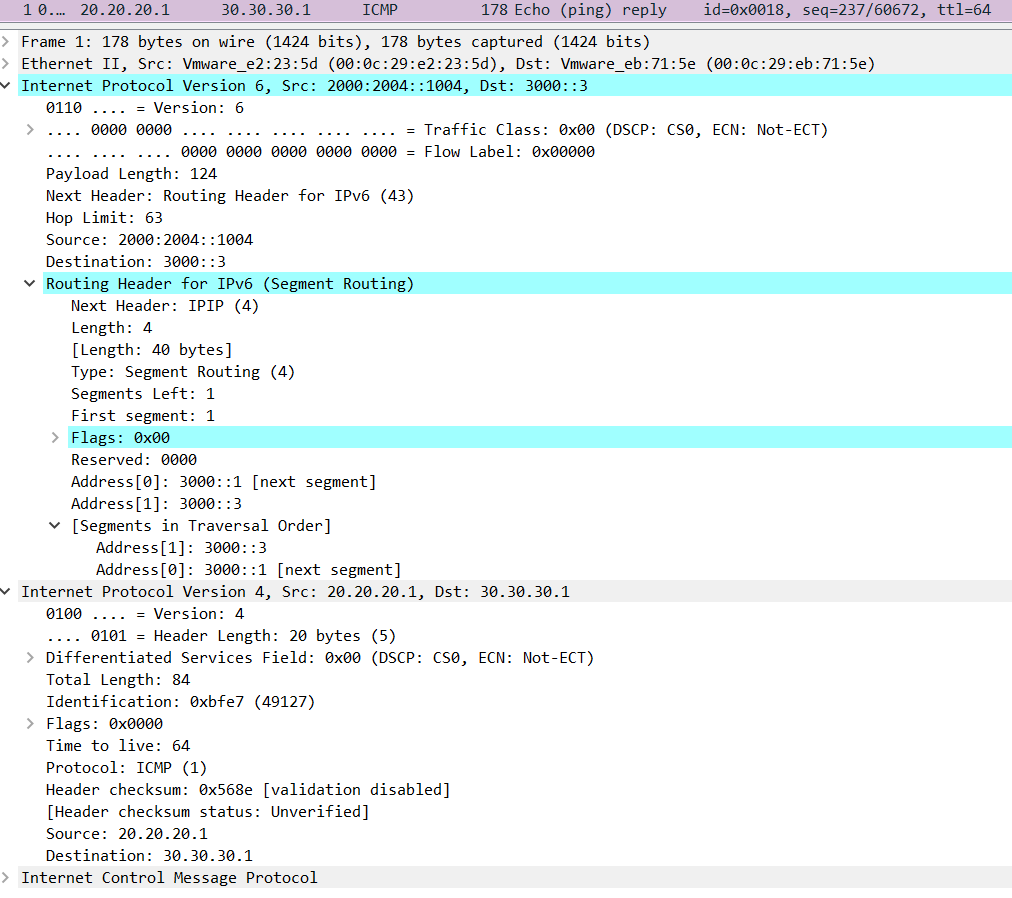 1 0.… 20.20.20.1 30.30.30.1 ICMP 178 Echo (ping) reply id=0x0018, seq=237/60672, ttl=64
Frame 1: 178 bytes on wire (1424 bits), 178 bytes captured (1424 bits)
Ethernet II, Src: Vmware_e2:23:5d (00:0c:29:e2:23:5d), Dst: Vmware_eb:71:5e (00:0c:29:eb:71:5e)
Internet Protocol Version 6, Src: 2000:2004::1004, Dst: 3000::3
0110 .... = Version: 6
.... 0000 0000 .... .... .... .... .... = Traffic Class: 0x00 (DSCP: CS0, ECN: Not-ECT)
.... .... .... 0000 0000 0000 0000 0000 = Flow Label: 0x00000
Payload Length: 124
Next Header: Routing Header for IPv6 (43)
Hop Limit: 63
Source: 2000:2004::1004
Destination: 3000::3
Routing Header for IPv6 (Segment Routing)
Next Header: IPIP (4)
Length: 4
[Length: 40 bytes]
Type: Segment Routing (4)
Segments Left: 1
First segment: 1
Flags: 0x00
Reserved: 0000
Address[0]: 3000::1 [next segment]
Address[1]: 3000::3
[Segments in Traversal Order]
Address[1]: 3000::3
Address[0]: 3000::1 [next segment]
Internet Protocol Version 4, Src: 20.20.20.1, Dst: 30.30.30.1
0100 .... = Version: 4
.... 0101 = Header Length: 20 bytes (5)
Differentiated Services Field: 0x00 (DSCP: CS0, ECN: Not-ECT)
Total Length: 84
Identification: 0xbfe7 (49127)
Flags: 0x0000
Time to live: 64
Protocol: ICMP (1)
Header checksum: 0x568e [validation disabled]
[Header checksum status: Unverified]
Source: 20.20.20.1
Destination: 30.30.30.1
Internet Control Message Protocol